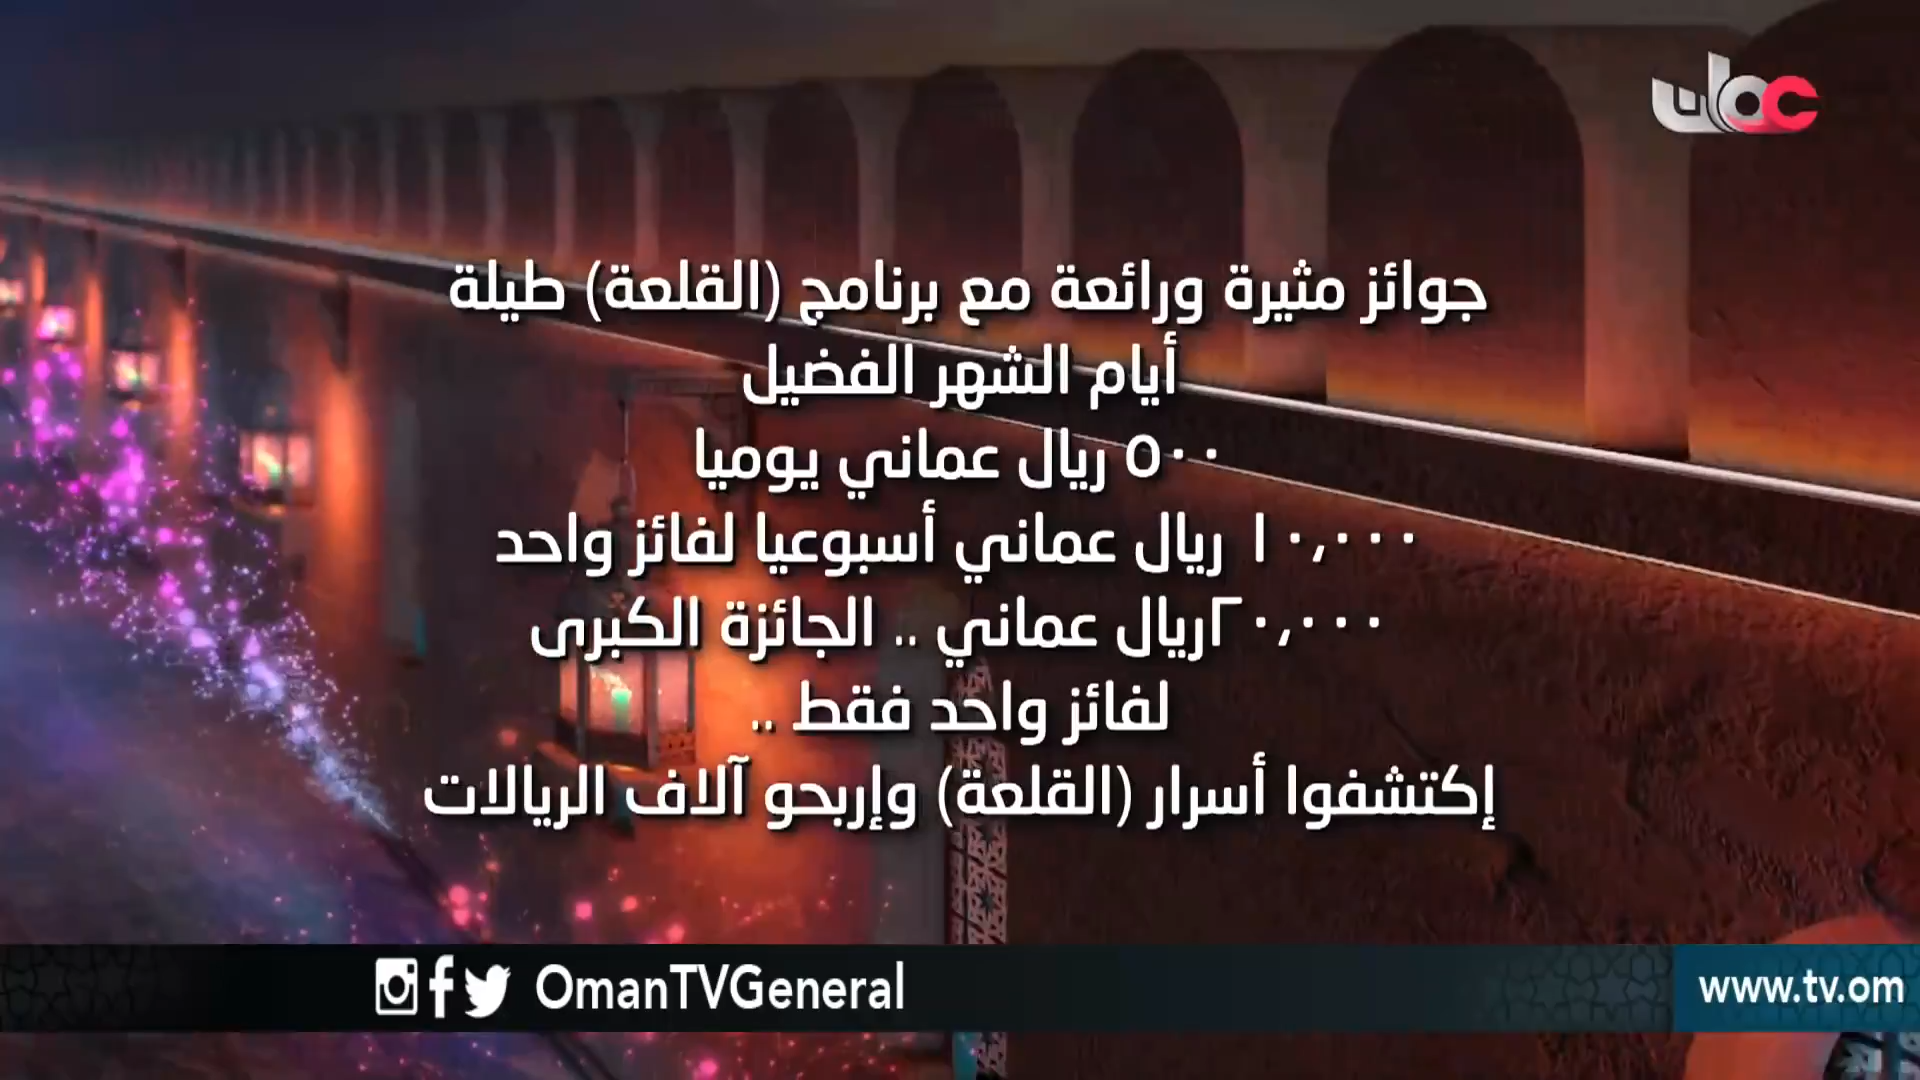 عمان
جوائز مثيرة ورائعة مع برنامج (القلعة) طيلة
أيام الشهر الفضيل
٥٠٠ ريال عماني يوميا
١٠,٠٠٠ ريال عماني أسبوعيا لفائز واحد
٢٠,٠٠٠ريال عماني .. الجائزة الكبرى
لفائز واحد فقط ..
إكتشفوا أسرار (القلعة) وإربحو آلاف الريالات
OmanTVGeneral
www.tv.om